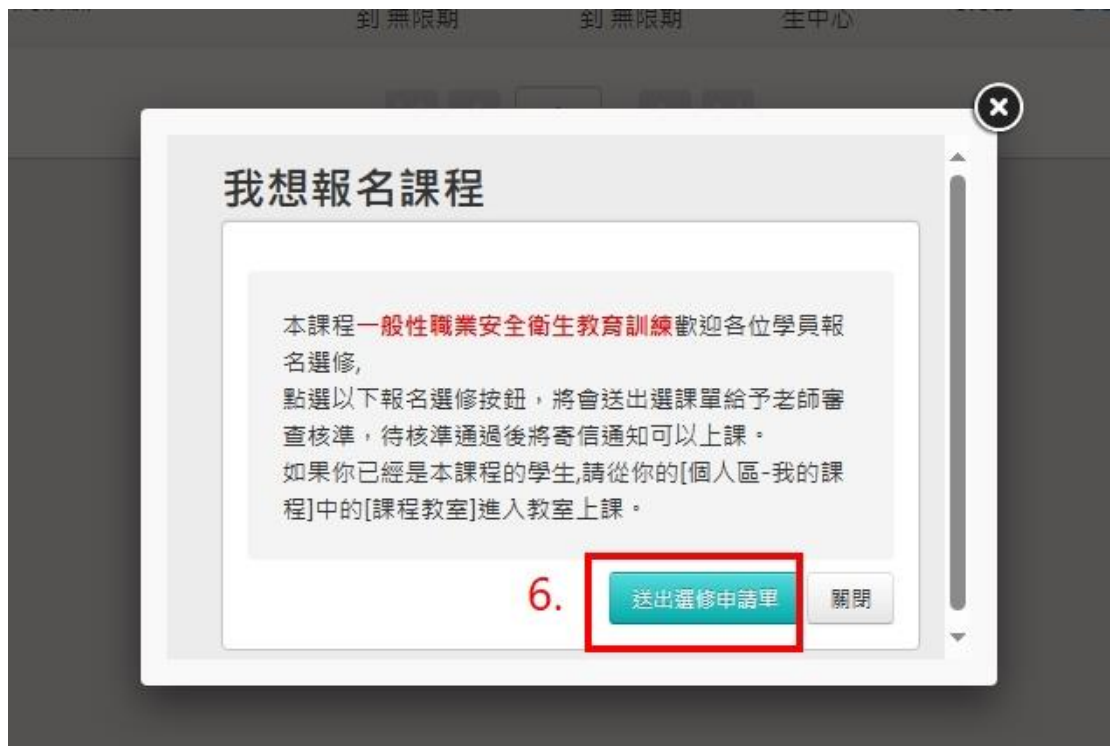 到 無限期 到 無限期 生中心
我想報名課程
本課程一般性職業安全衛生教育訓練歡迎各位學員報
名選修,
點選以下報名選修按鈕，將會送出選課單給予老師審
查核準，待核準通過後將寄信通知可以上課。
如果你已經是本課程的學生,請從你的[個人區-我的課
程]中的[課程教室]進入教室上課。
6. 送出選修申請單 關閉